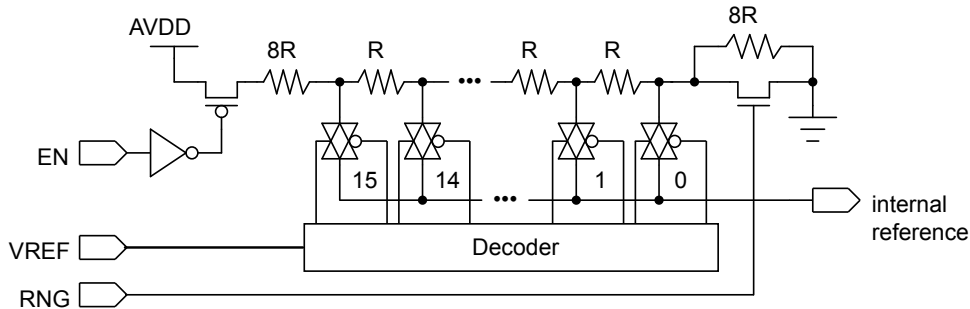 8R
AVDD
8R
R
R
R
EN
15
14
1
0
internal
reference
VREF
Decoder
RNG